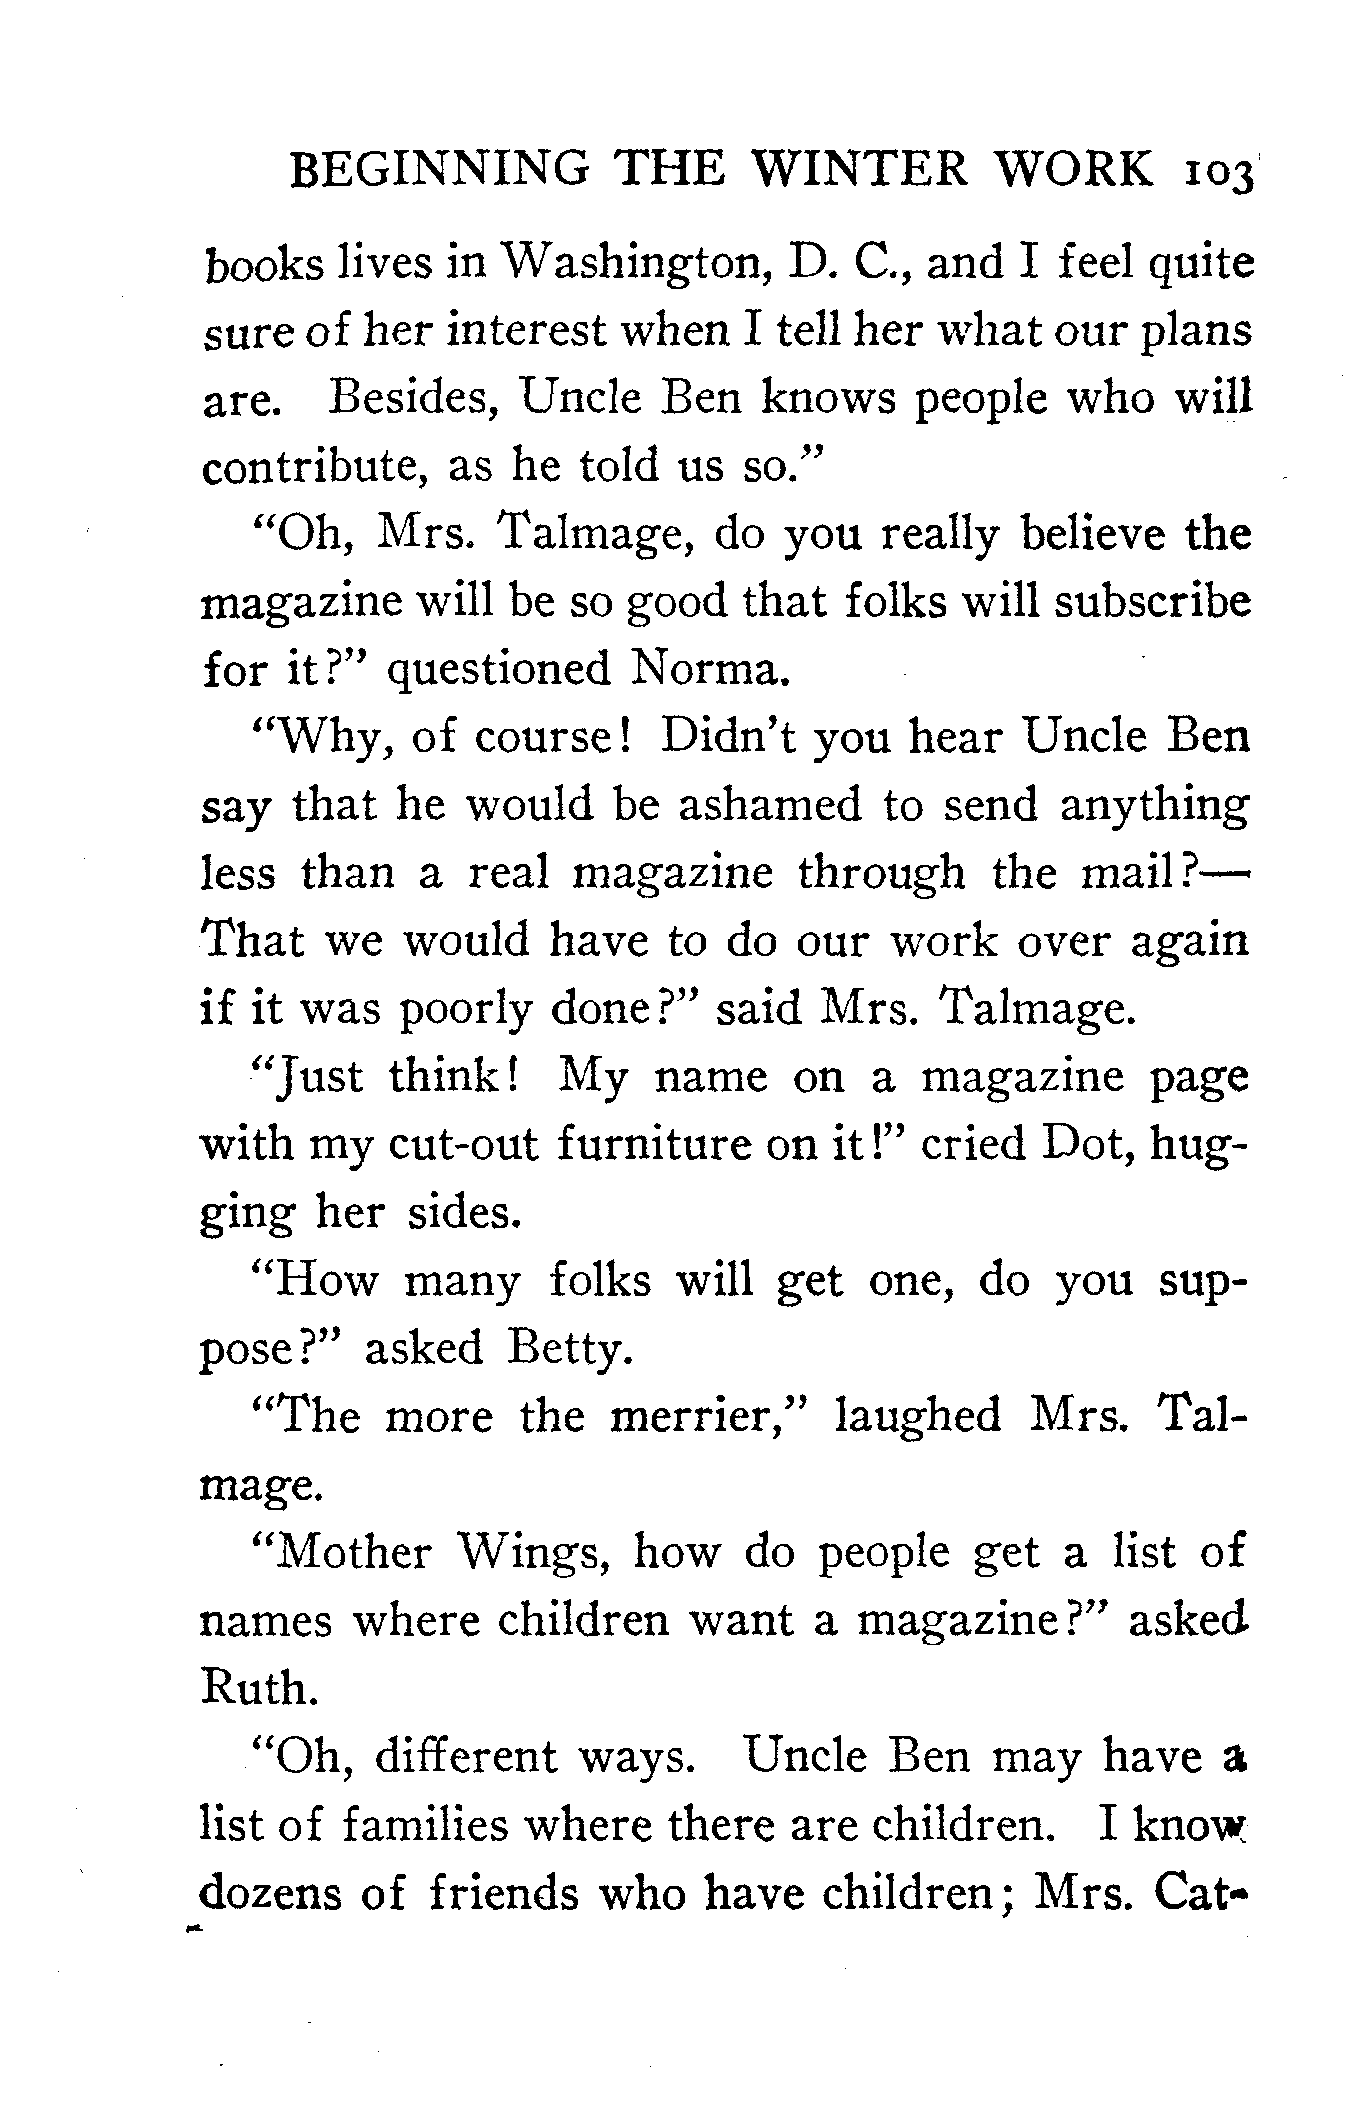 BEGINNING THE WINTER WORK 103
books lives in Washington, D. C., and I feel quite
sure of her interest when I tell her what our plans
are. Besides, Uncle Ben knows people who will
contribute, as he told us so.”
“Oh, Mrs. Talmage, do you really believe the
magazine will be so good that folks will subscribe
for it?” questioned Norma.
“Why, of course! Didn’t you hear Uncle Ben
say that he would be ashamed to send anything
less than a real magazine through the mail?—
That we would have to do our work over again
if it was poorly done?” said Mrs. Talmage.
“Just think! My name on a magazine page
with my cut-out furniture on it!” cried Dot, hug-
ging her sides.
“How many folks will get one, do you sup-
pose?” asked Betty.
“The more the merrier,” laughed Mrs. Tal-
mage.
“Mother Wings, how do people get a list of
names where children want a magazine?” asked
Ruth.
“Oh, different ways. Uncle Ben may have a
list of families where there are children. I know
dozens of friends who have children; Mrs. Cat-